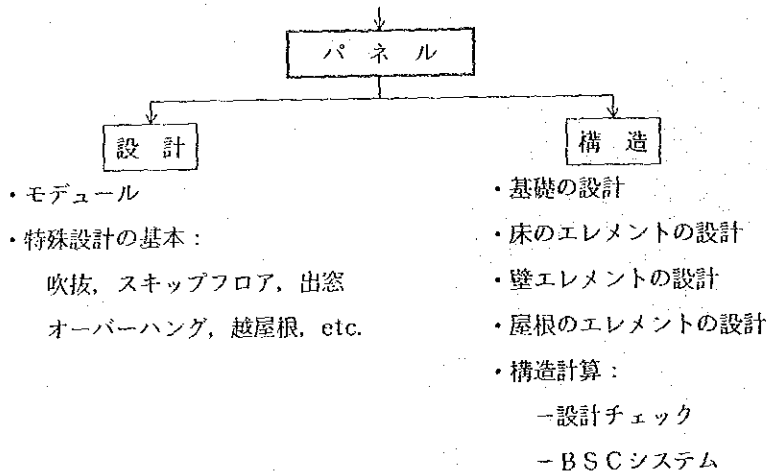 パネル
設計
・モデュール
・特殊設計の基本：
吹抜，スキップフロア，出窓
オーバーハング，越屋根，etc.
構造
・基礎の設計
・床のエレメントの設計
・壁エレメントの設計
・屋根のエレメントの設計
・構造計算：
－設計チェック
－BSCシステム